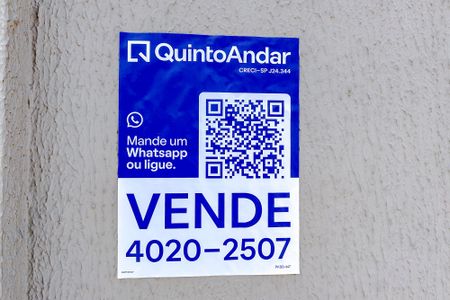 QuintoAndar
CRECI-SP J24.344
Mande um
Whatsapp
ou ligue.
VENDE
4020-2507